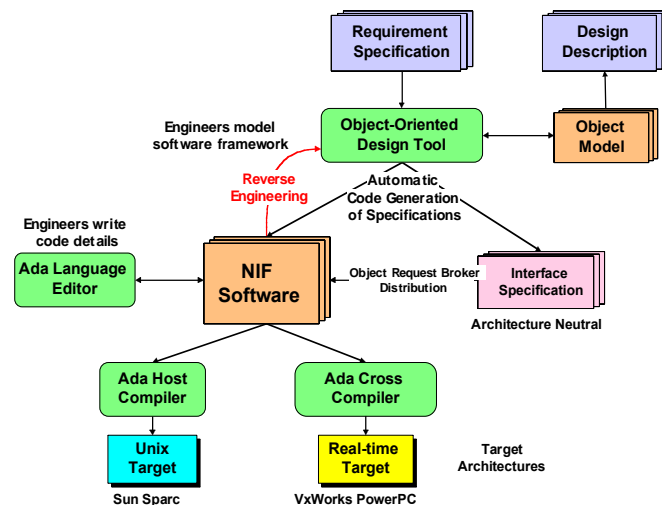 Requirement
Specification
Design
Description
Engineers model
software framework
Object-Oriented
Design Tool
Object
Model
Reverse
Engineering
Automatic
Code Generation
of Specifications
Engineers write
code details
Ada Language
Editor
NIF
Software
Object Request Broker
Distribution
Interface
Specification
Architecture Neutral
Ada Host
Compiler
Ada Cross
Compiler
Unix
Target
Real-time
Target
Target
Architectures
Sun Sparc
VxWorks PowerPC